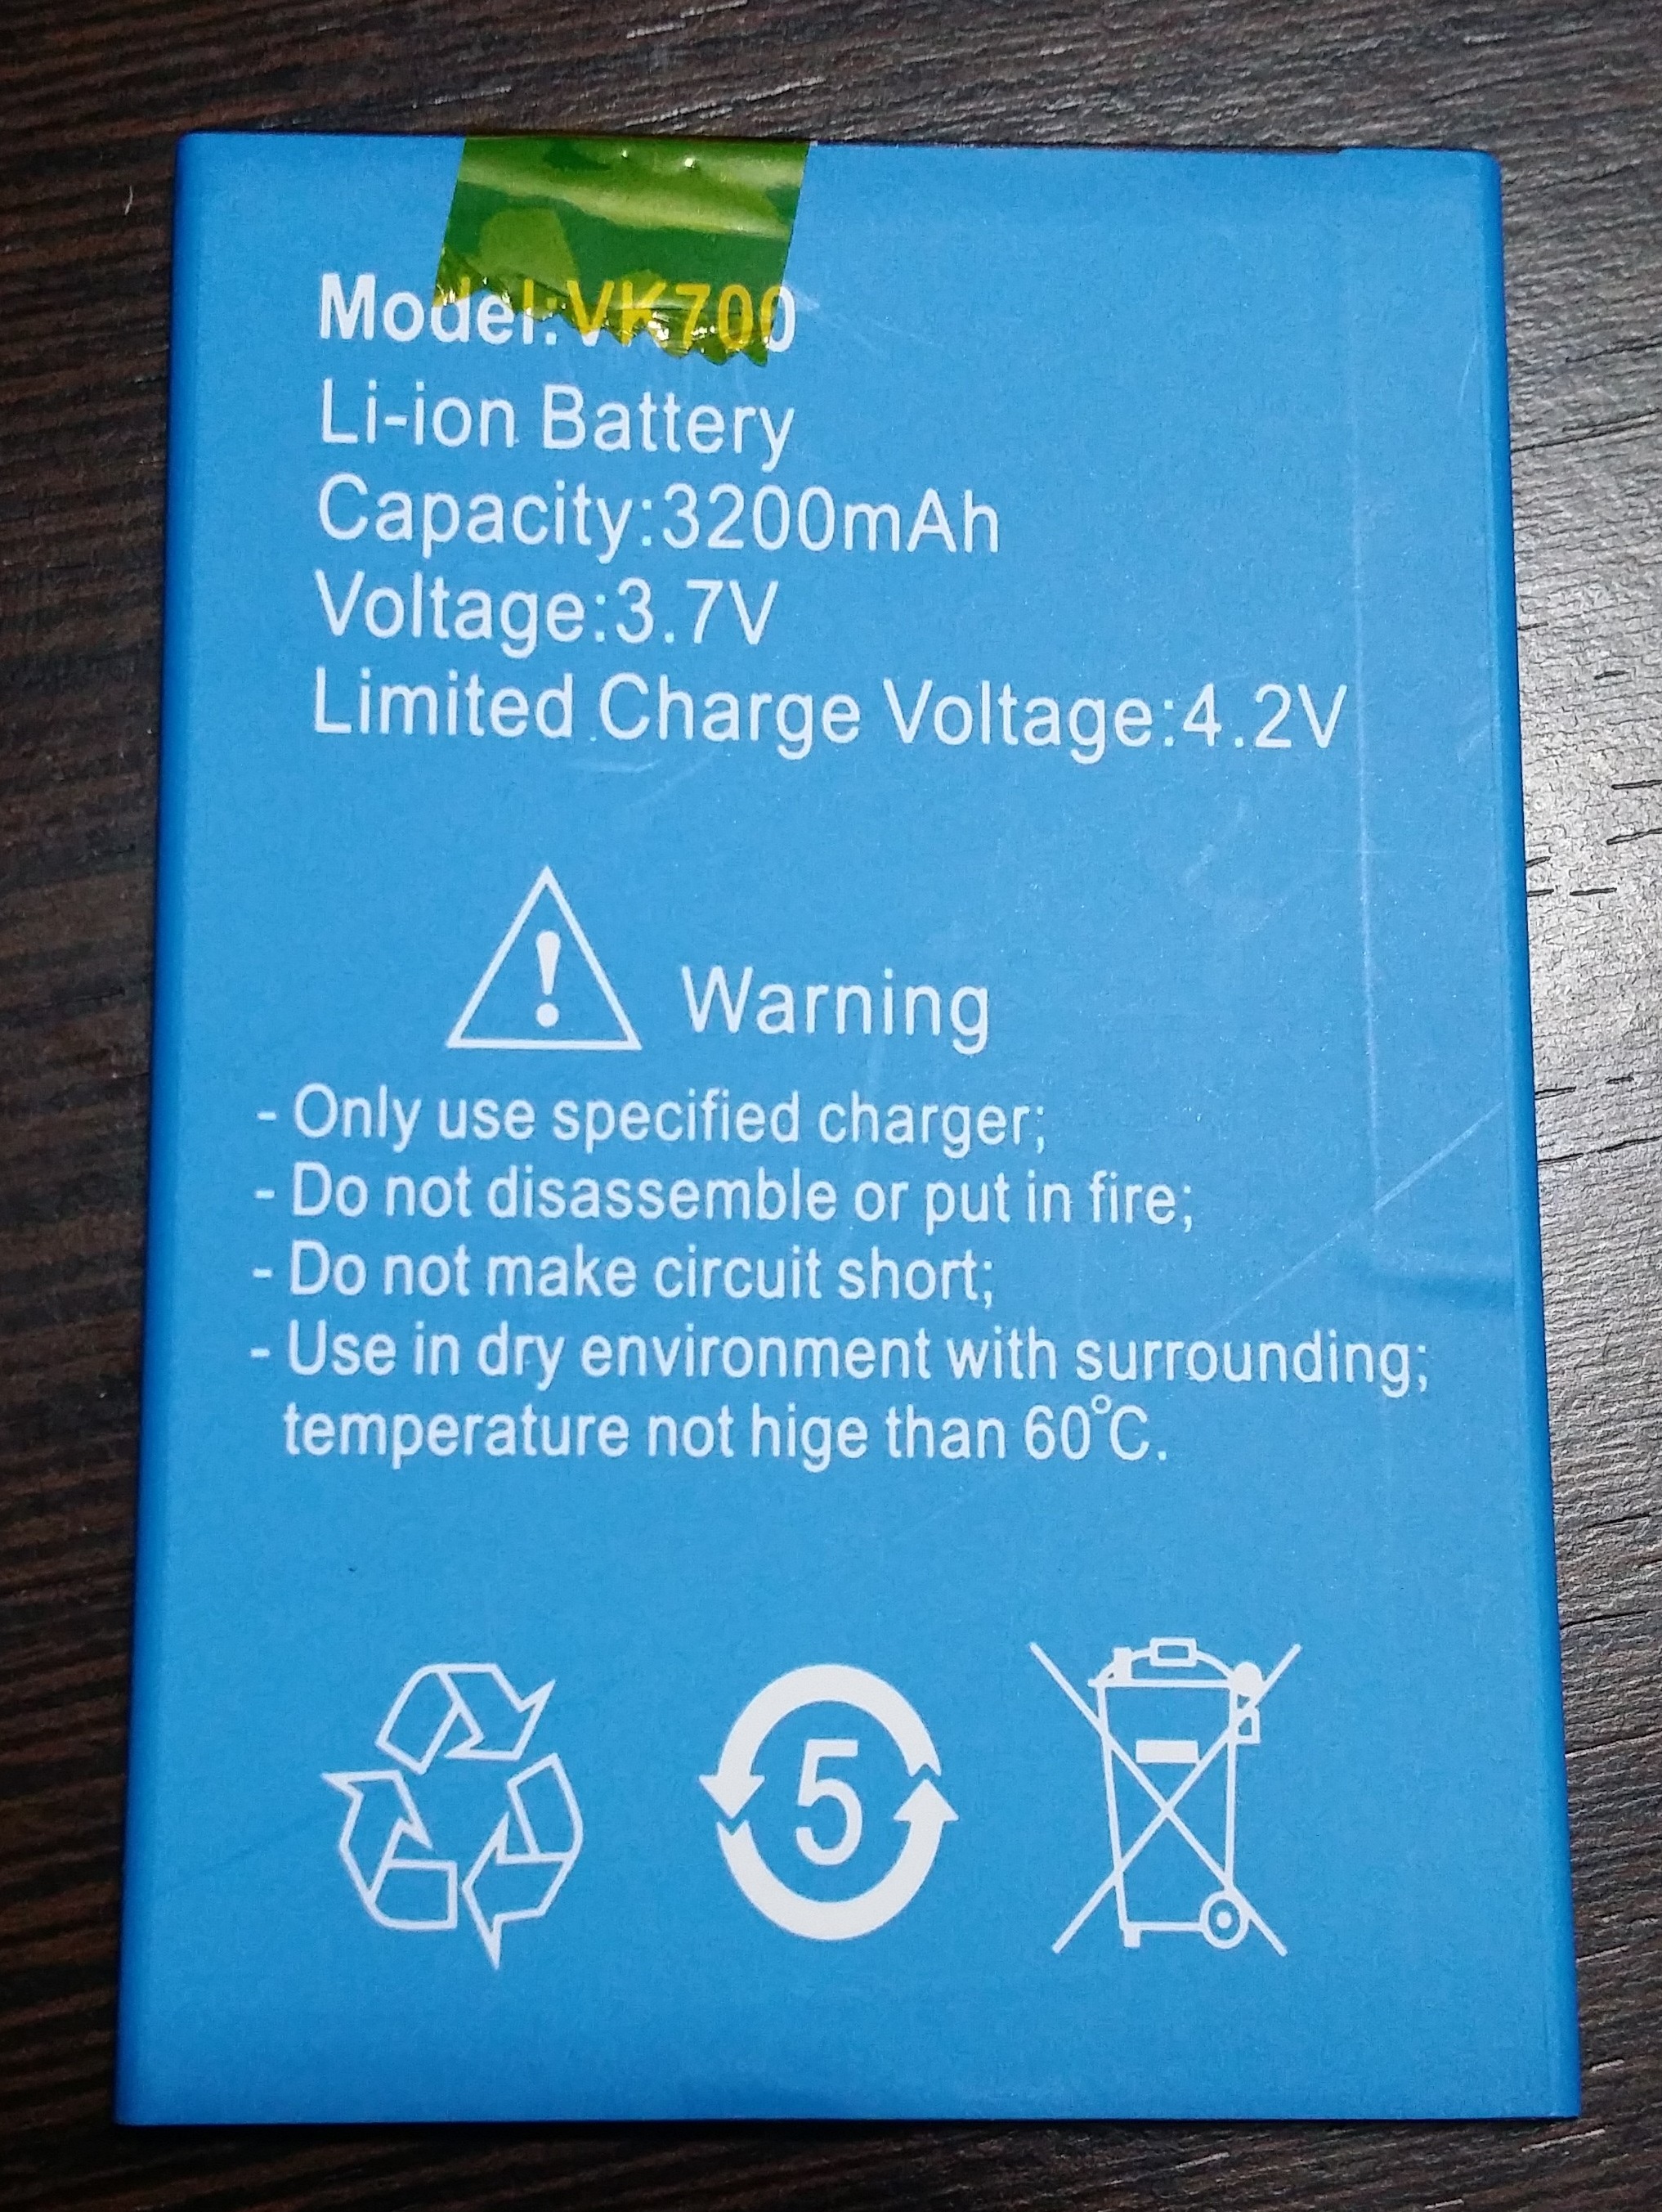 Model:VK700
Li-ion Battery
Capacity:3200mAh
Voltage:3.7V
Limited Charge Voltage:4.2V
! Warning
- Only use specified charger;
- Do not disassemble or put in fire;
- Do not make circuit short;
- Use in dry environment with surrounding;
temperature not hige than 60℃.
5